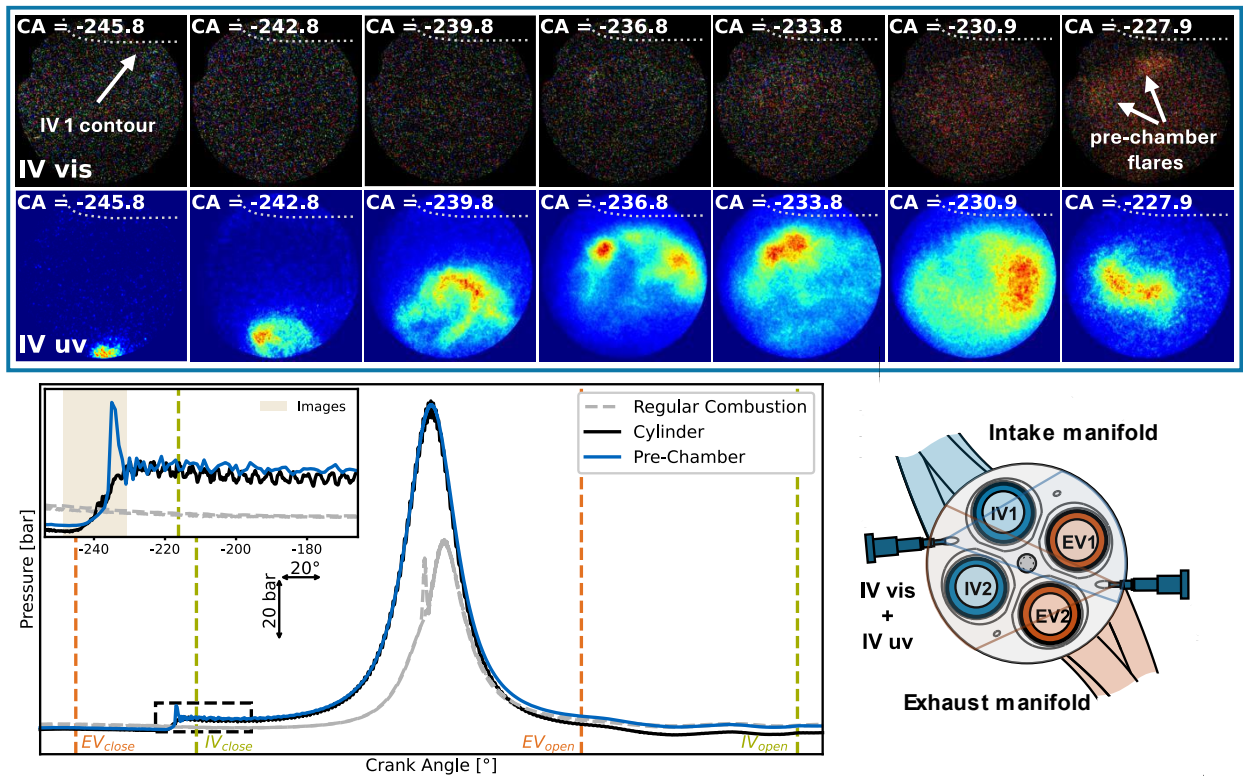 CA = -245.8 CA = -242.8 CA = -239.8 CA = -236.8 CA = -233.8 CA = -230.9 CA = -227.9
IV 1 contour
pre-chamber
flares
IV vis
CA = -245.8 CA = -242.8 CA = -239.8 CA = -236.8 CA = -233.8 CA = -230.9 CA = -227.9
IV uv
Images
-240 -220 -200 -180 -160
20°
20 bar
Regular Combustion
Cylinder
Pre-Chamber
Pressure [bar]
EVclose
IVclose
EVopen
IVopen
Crank Angle [°]
Intake manifold
IV1
EV1
IV2
EV2
IV vis
+
IV uv
Exhaust manifold